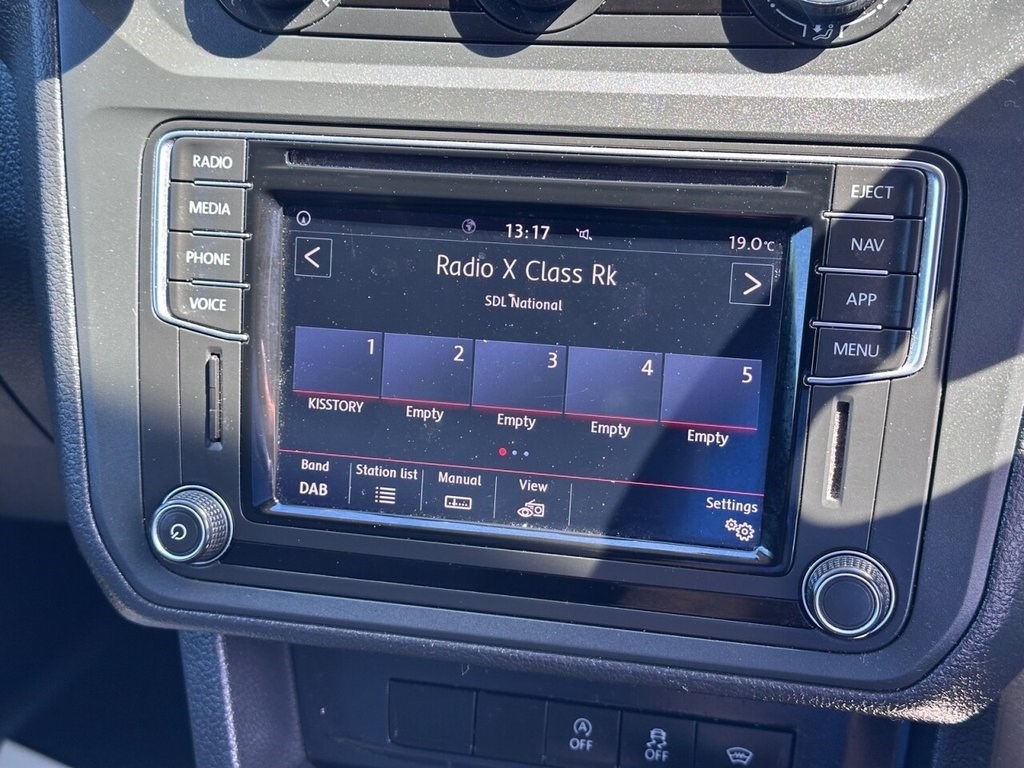 RADIO
MEDIA
PHONE
VOICE
EJECT
NAV
APP
MENU
13:17
19.0°C
<
Radio X Class Rk
>
SDL National
1
2
3
4
5
KISSTORY
Empty
Empty
Empty
Empty
Band
DAB
Station list
Manual
View
Settings
A
OFF
OFF